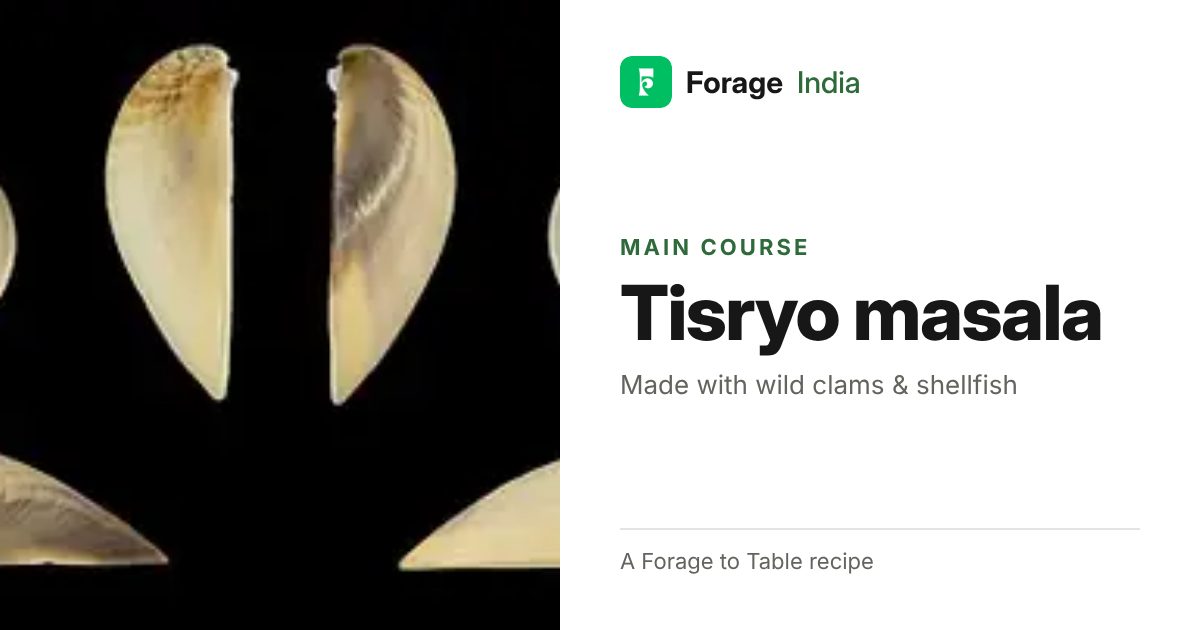 Forage India
MAIN COURSE
Tisryo masala
Made with wild clams & shellfish
A Forage to Table recipe